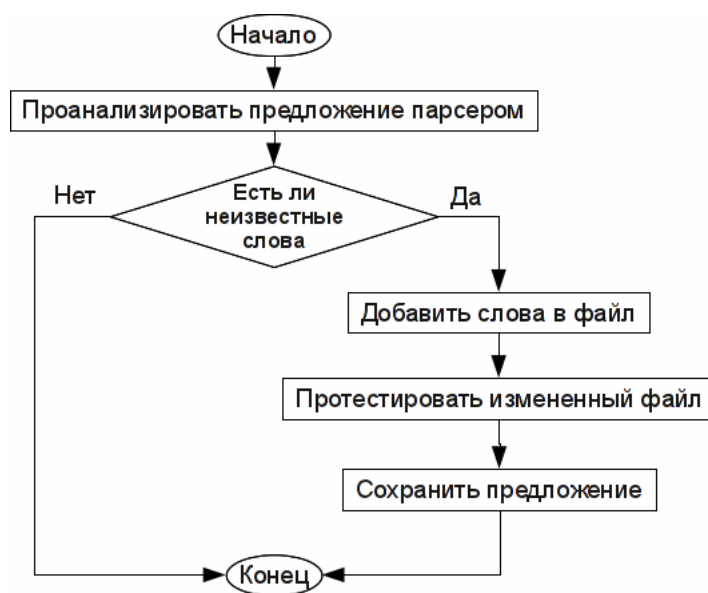 Начало
Проанализировать предложение парсером
Нет
Есть ли
неизвестные
слова
Да
Добавить слова в файл
Протестировать измененный файл
Сохранить предложение
Конец